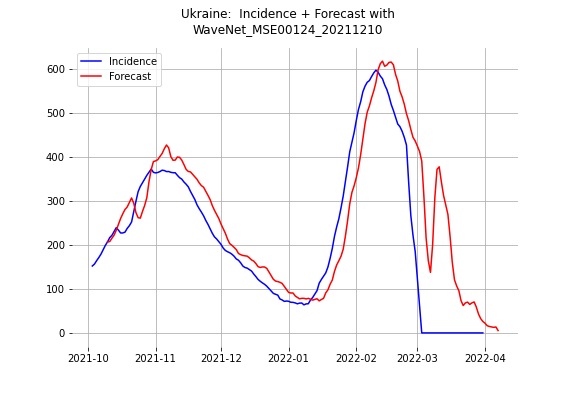 Ukraine:  Incidence + Forecast with
WaveNet_MSE00124_20211210
Incidence
Forecast
600
500
400
300
200
100
0
2021-10 2021-11 2021-12 2022-01 2022-02 2022-03 2022-04